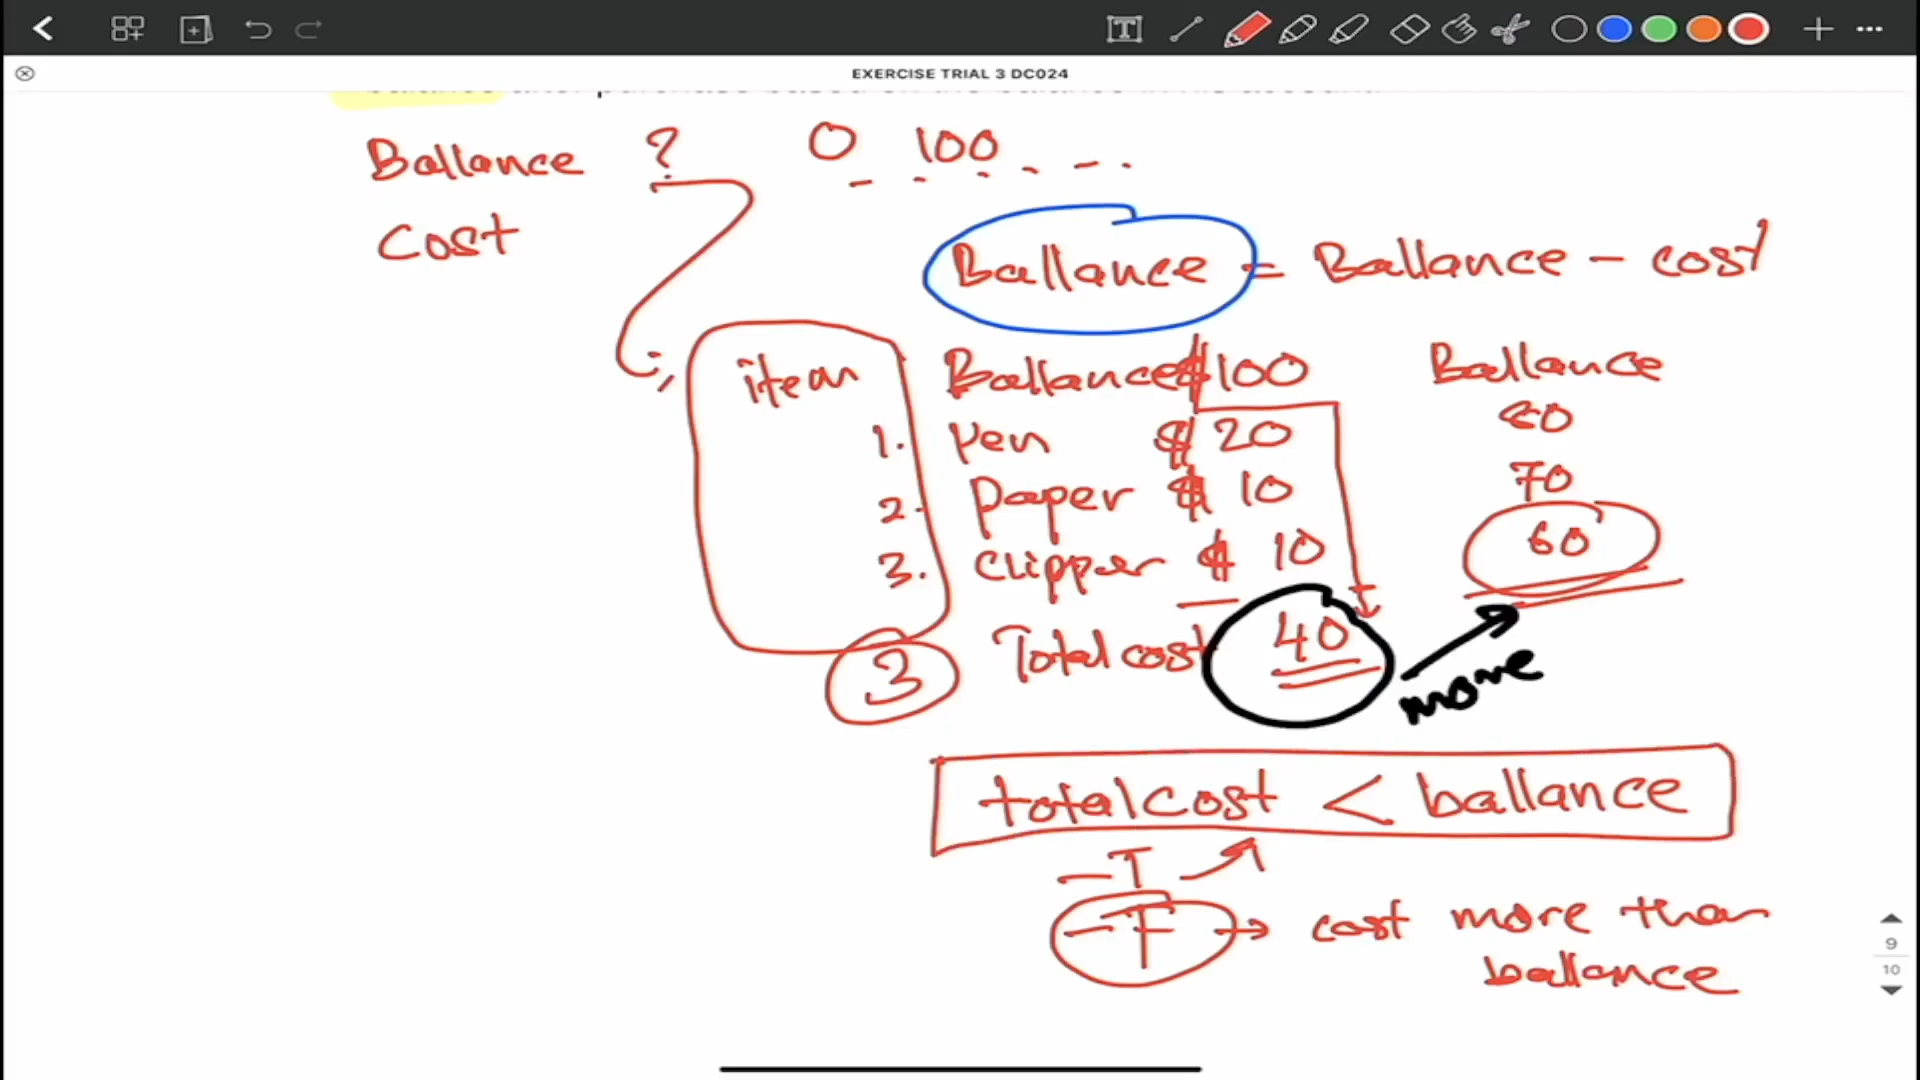 EXERCISE TRIAL 3 DC024
Ballance ? 0 100
Cost
Ballance = Ballance - cost
item Ballance $100 Ballance
1. Pen $ 20 80
2. paper $ 10 70
3. Clipper $ 10 60
3 Total cost 40
more
total cost < ballance
- T
- F → cost more than
ballance
9
10